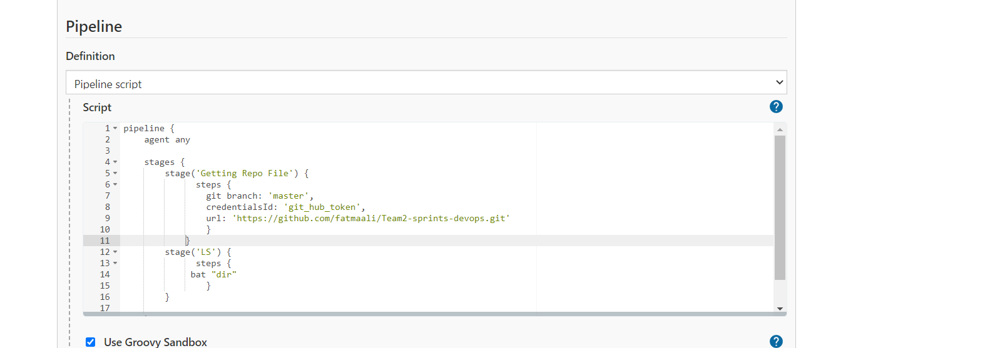 Pipeline
Definition
Pipeline script
Script
?
1 pipeline {
2 agent any
3
4 stages {
5 stage('Getting Repo File') {
6 steps {
7 git branch: 'master',
8 credentialsId: 'git_hub_token',
9 url: 'https://github.com/fatmaali/Team2-sprints-devops.git'
10 }
11 }
12 stage('LS') {
13 steps {
14 bat "dir"
15 }
16 }
17
Use Groovy Sandbox
?